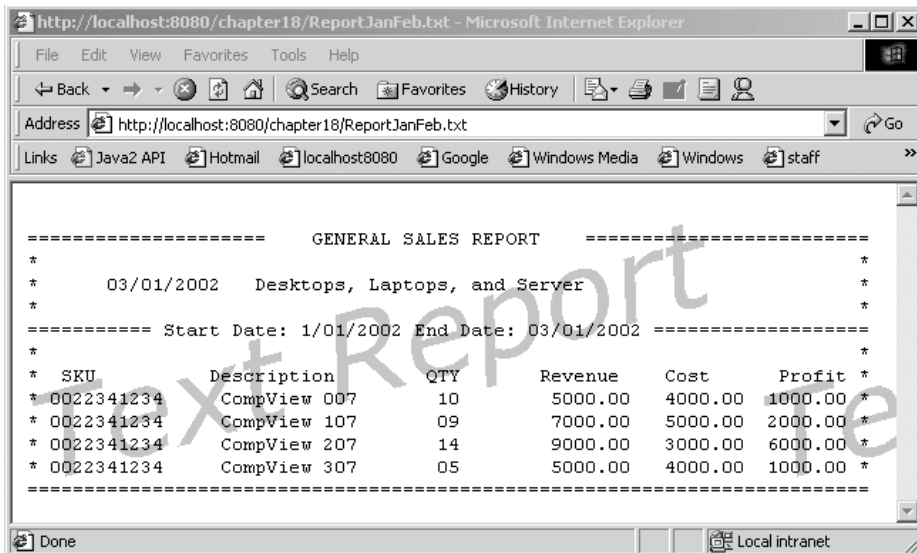 http://localhost:8080/chapter18/ReportJanFeb.txt - Microsoft Internet Explorer
File Edit View Favorites Tools Help
Back Search Favorites History
Address http://localhost:8080/chapter18/ReportJanFeb.txt Go
Links Java2 API Hotmail localhost8080 Google Windows Media Windows staff »
===================== GENERAL SALES REPORT =========================
* *
* 03/01/2002 Desktops, Laptops, and Server *
* *
=========== Start Date: 1/01/2002 End Date: 03/01/2002 ===================
* *
* SKU Description QTY Revenue Cost Profit *
* 0022341234 CompView 007 10 5000.00 4000.00 1000.00 *
* 0022341234 CompView 107 09 7000.00 5000.00 2000.00 *
* 0022341234 CompView 207 14 9000.00 3000.00 6000.00 *
* 0022341234 CompView 307 05 5000.00 4000.00 1000.00 *
===========================================================================
Text Report Te
Done Local intranet